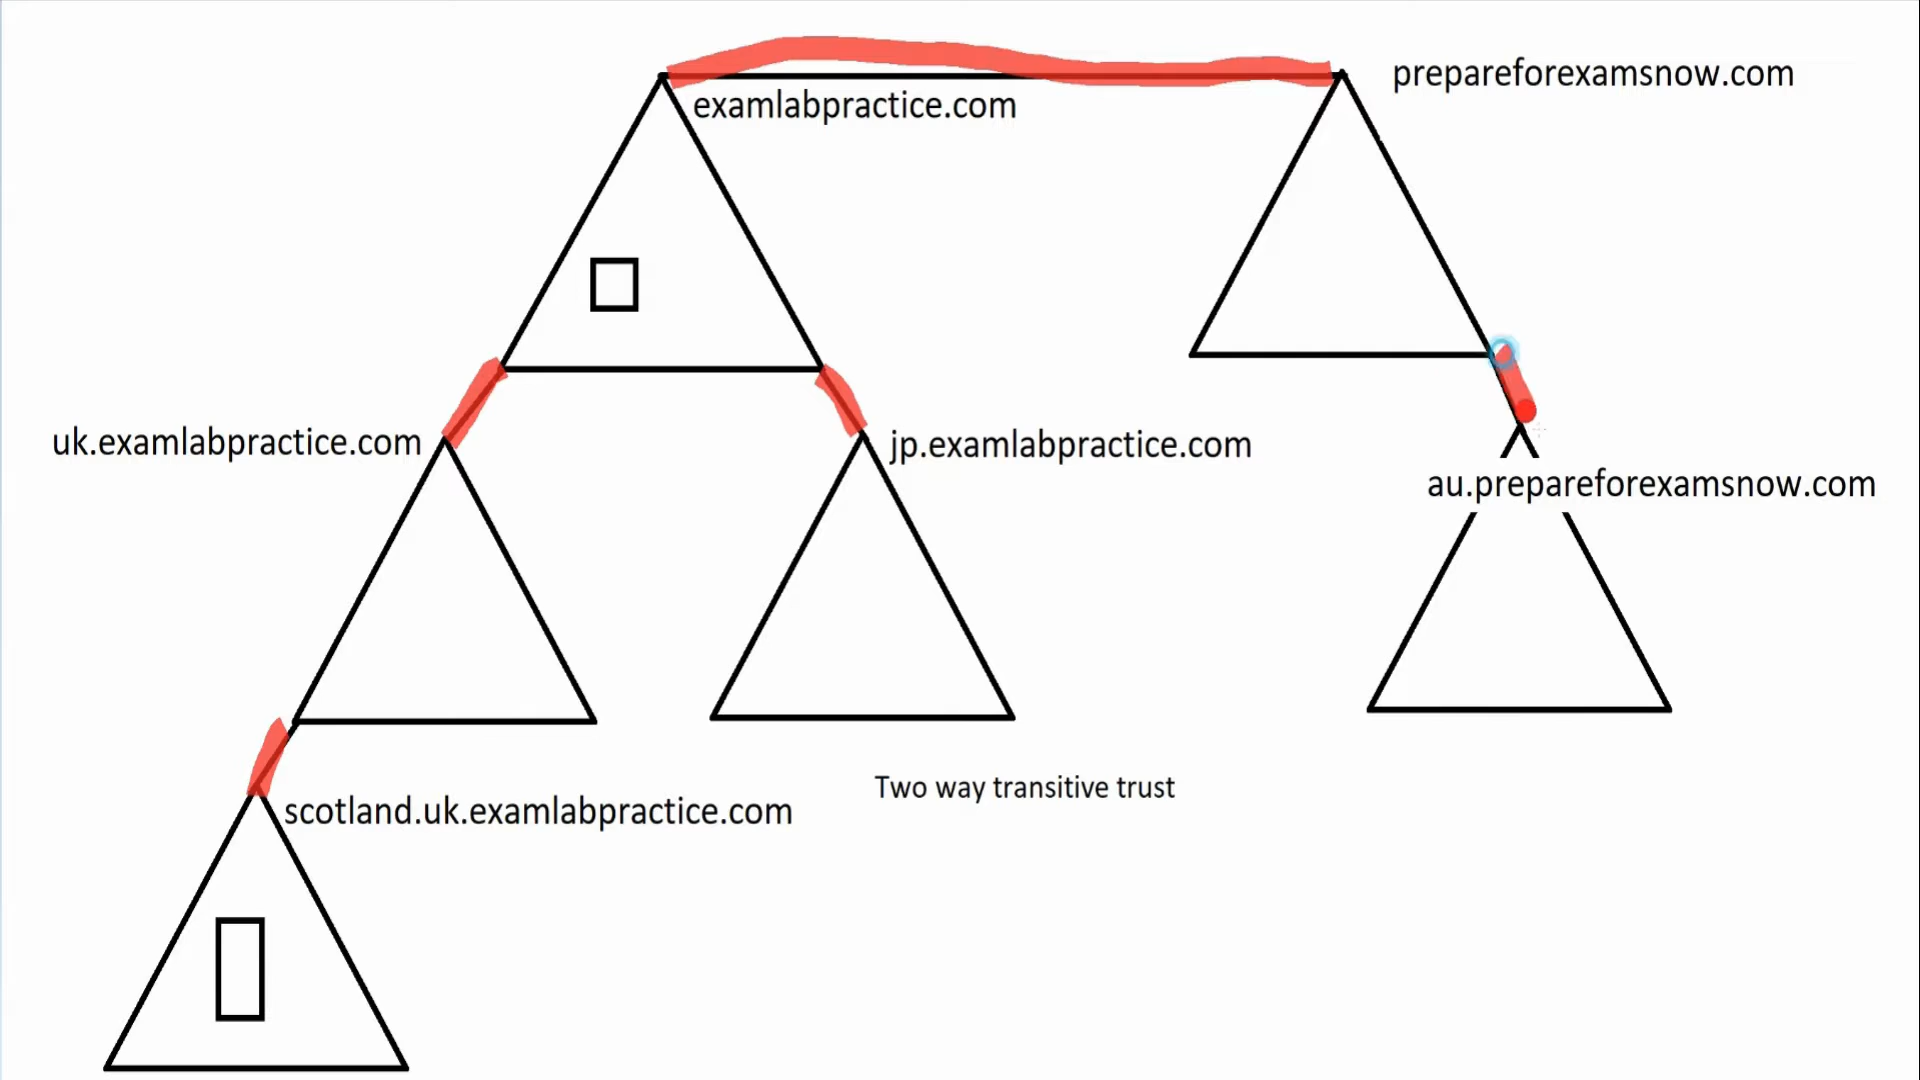 prepareforexamsnow.com
examlabpractice.com
uk.examlabpractice.com
jp.examlabpractice.com
au.prepareforexamsnow.com
Two way transitive trust
scotland.uk.examlabpractice.com